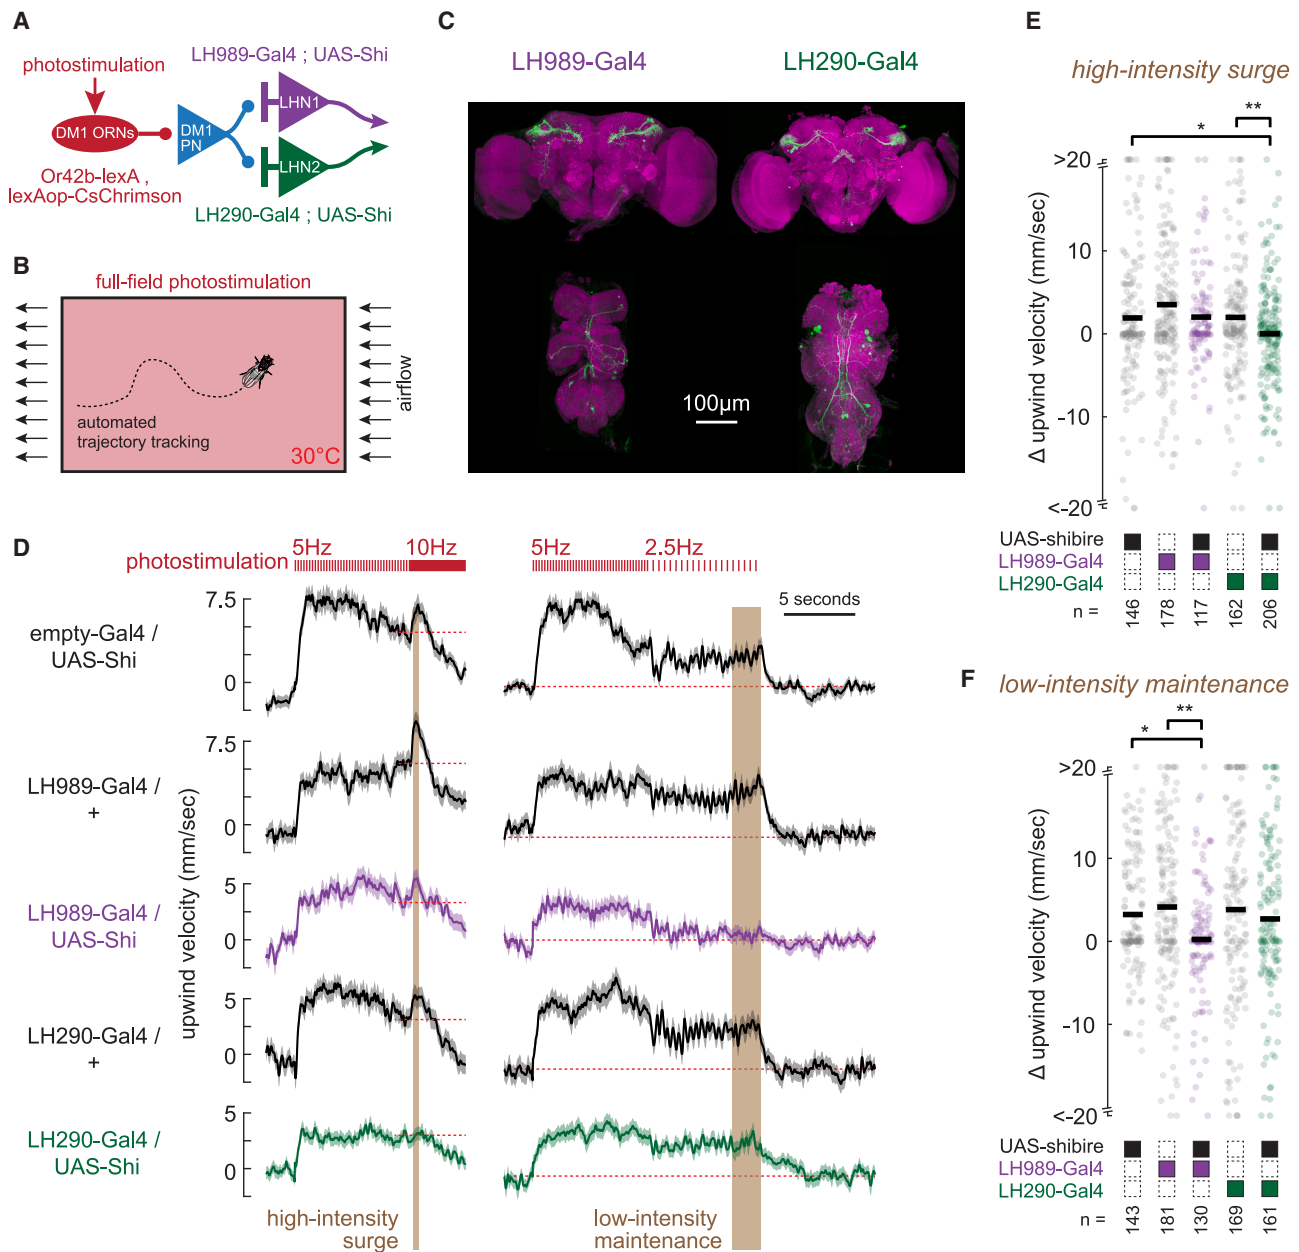 A
LH989-Gal4 ; UAS-Shi
photostimulation
DM1 ORNs
DM1
PN
LHN1
LHN2
Or42b-lexA ,
lexAop-CsChrimson
LH290-Gal4 ; UAS-Shi
B
full-field photostimulation
automated
trajectory tracking
30°C
airflow
C
LH989-Gal4
LH290-Gal4
100µm
D
photostimulation
5Hz
10Hz
5Hz
2.5Hz
5 seconds
upwind velocity (mm/sec)
empty-Gal4 /
UAS-Shi
7.5
0
LH989-Gal4 /
+
7.5
0
LH989-Gal4 /
UAS-Shi
5
0
LH290-Gal4 /
+
5
0
LH290-Gal4 /
UAS-Shi
5
0
high-intensity
surge
low-intensity
maintenance
E
high-intensity surge
**
*
>20
10
0
-10
<-20
Δ upwind velocity (mm/sec)
UAS-shibire
LH989-Gal4
LH290-Gal4
n =
146
178
117
162
206
F
low-intensity maintenance
**
*
>20
10
0
-10
<-20
Δ upwind velocity (mm/sec)
UAS-shibire
LH989-Gal4
LH290-Gal4
n =
143
181
130
169
161